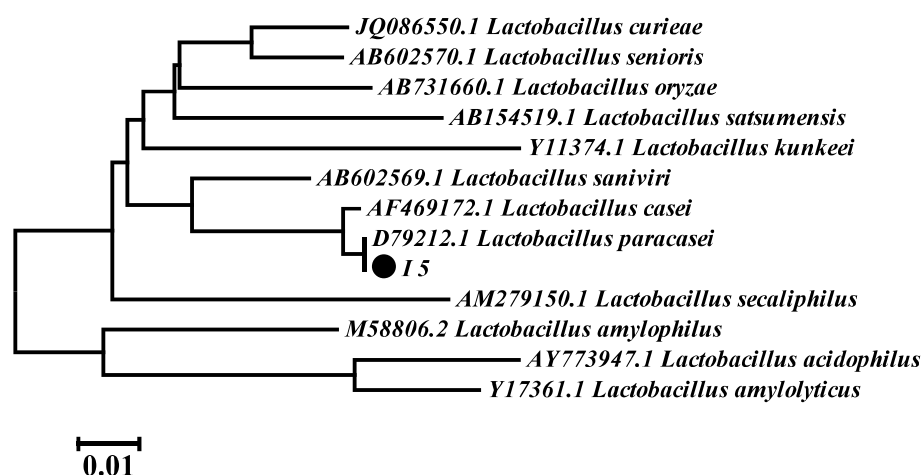 JQ086550.1 Lactobacillus curieae
AB602570.1 Lactobacillus senioris
AB731660.1 Lactobacillus oryzae
AB154519.1 Lactobacillus satsumensis
Y11374.1 Lactobacillus kunkeei
AB602569.1 Lactobacillus saniviri
AF469172.1 Lactobacillus casei
D79212.1 Lactobacillus paracasei
I 5
AM279150.1 Lactobacillus secaliphilus
M58806.2 Lactobacillus amylophilus
AY773947.1 Lactobacillus acidophilus
Y17361.1 Lactobacillus amylolyticus
0.01